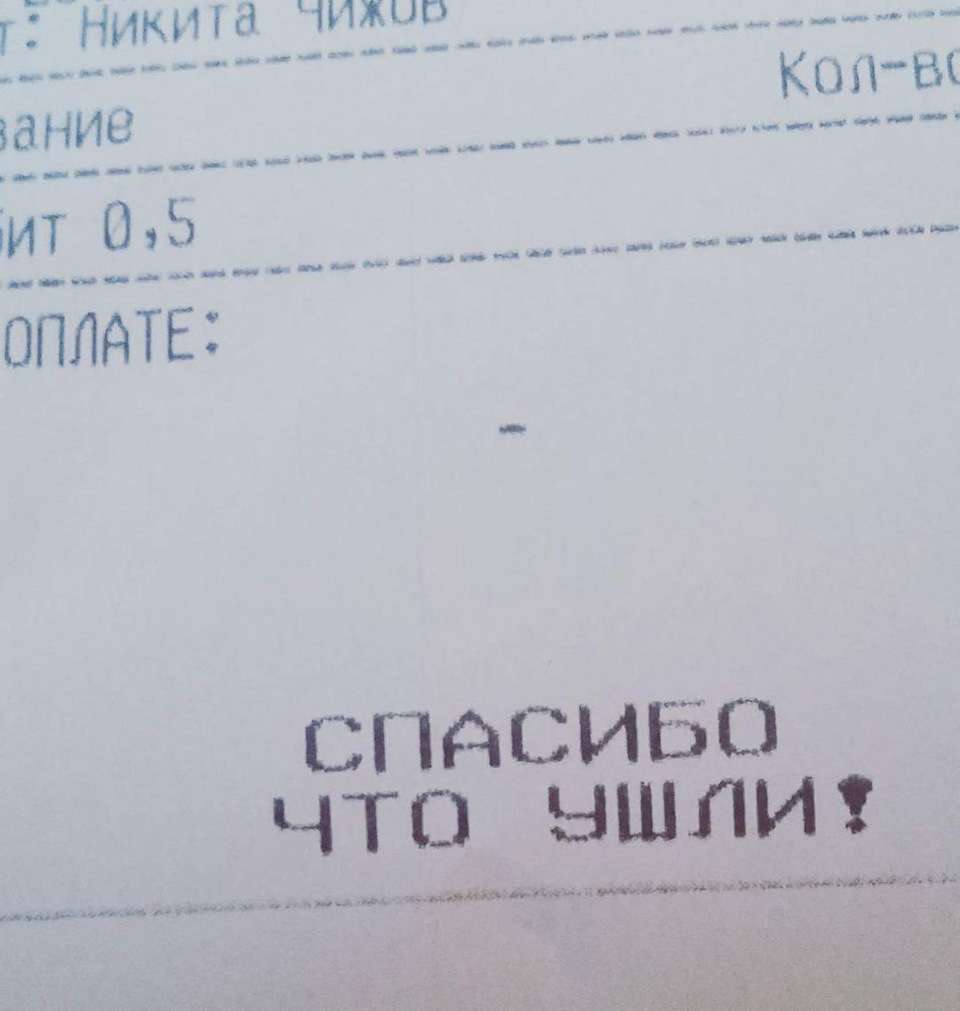 т: Никита Чижов
Кол-во
вание
бит 0,5
ОПЛАТЕ:
-
СПАСИБО
ЧТО УШЛИ!